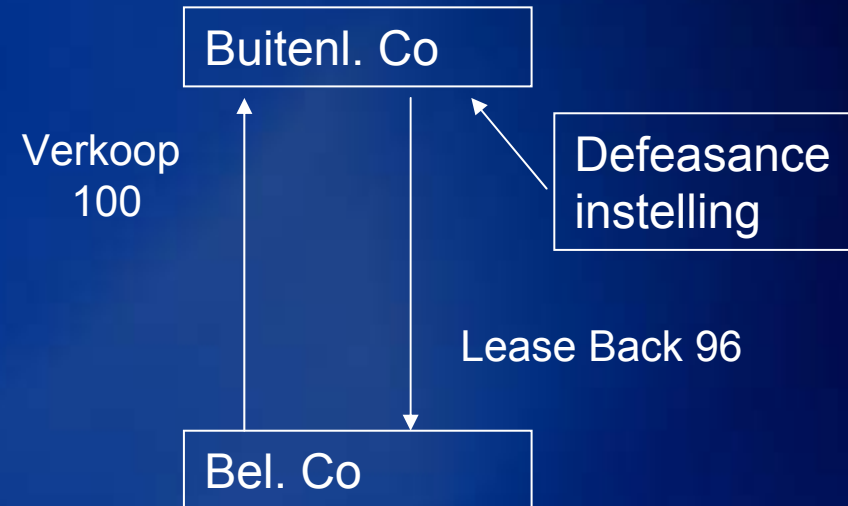 Buitenl. Co
Verkoop
100
Defeasance
instelling
Lease Back 96
Bel. Co